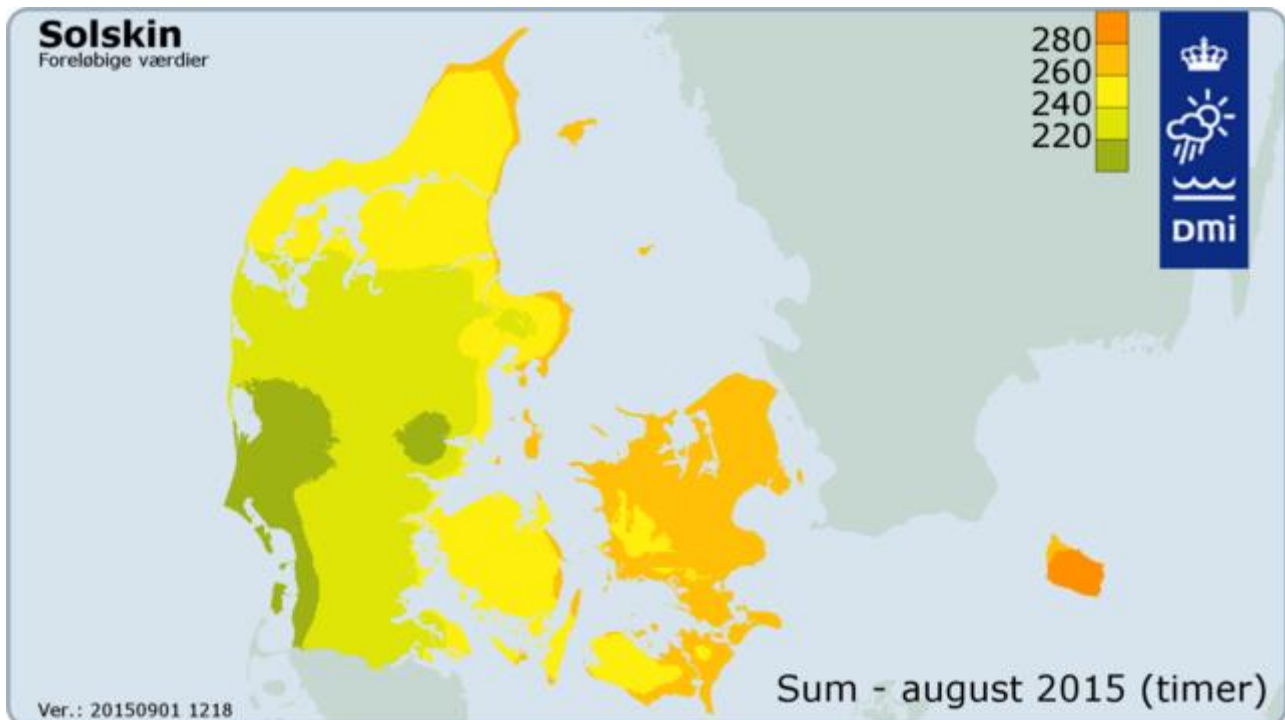 Solskin
Foreløbige værdier
280
260
240
220
DMi
Sum - august 2015 (timer)
Ver.: 20150901 1218